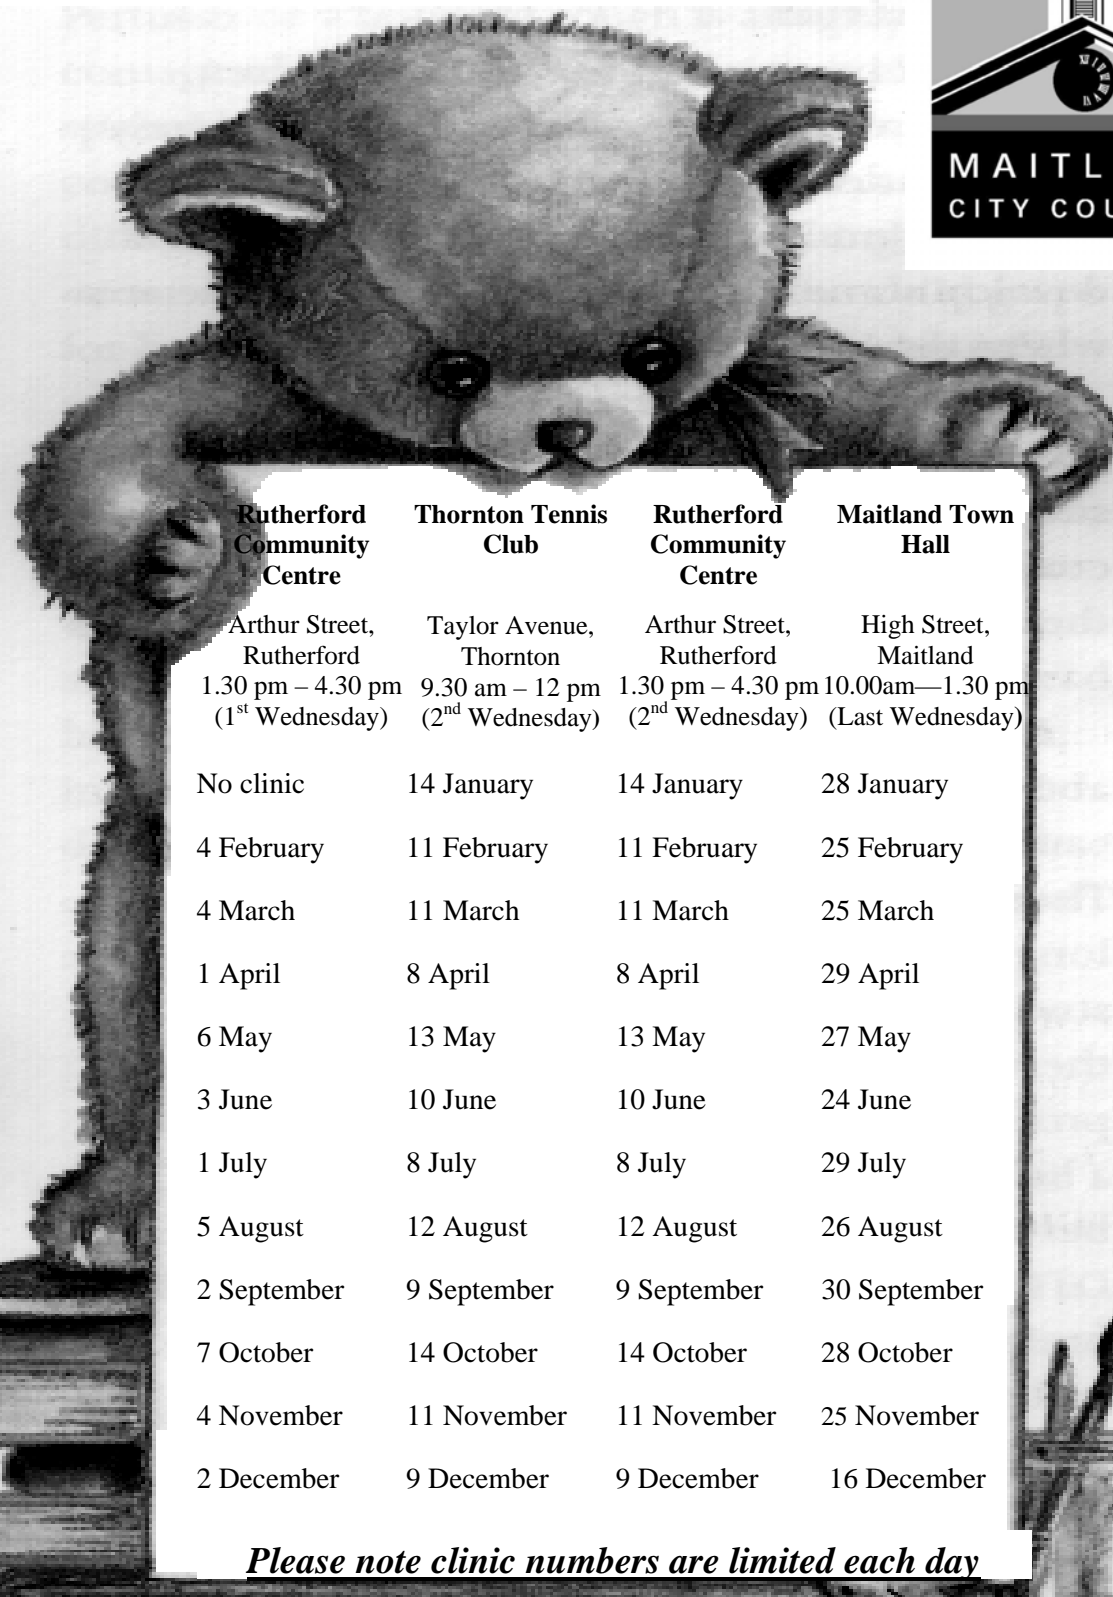 MAITL
CITY COU
Rutherford Community Centre
Arthur Street, Rutherford
1.30 pm – 4.30 pm
(1st Wednesday)
Thornton Tennis Club
Taylor Avenue, Thornton
9.30 am – 12 pm
(2nd Wednesday)
Rutherford Community Centre
Arthur Street, Rutherford
1.30 pm – 4.30 pm
(2nd Wednesday)
Maitland Town Hall
High Street, Maitland
10.00am—1.30 pm
(Last Wednesday)
No clinic 14 January 14 January 28 January
4 February 11 February 11 February 25 February
4 March 11 March 11 March 25 March
1 April 8 April 8 April 29 April
6 May 13 May 13 May 27 May
3 June 10 June 10 June 24 June
1 July 8 July 8 July 29 July
5 August 12 August 12 August 26 August
2 September 9 September 9 September 30 September
7 October 14 October 14 October 28 October
4 November 11 November 11 November 25 November
2 December 9 December 9 December 16 December
Please note clinic numbers are limited each day